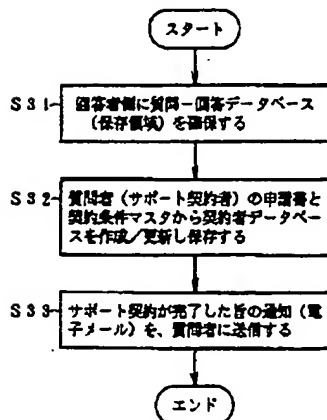 スタート
S31
回答者側に質問－回答データベース
(保存領域)を確保する
S32
質問者(サポート契約者)の申請書と
契約条件マスタから契約者データベー
スを作成／更新し保存する
S33
サポート契約が完了した旨の通知(電
子メール)を、質問者に送信する
エンド